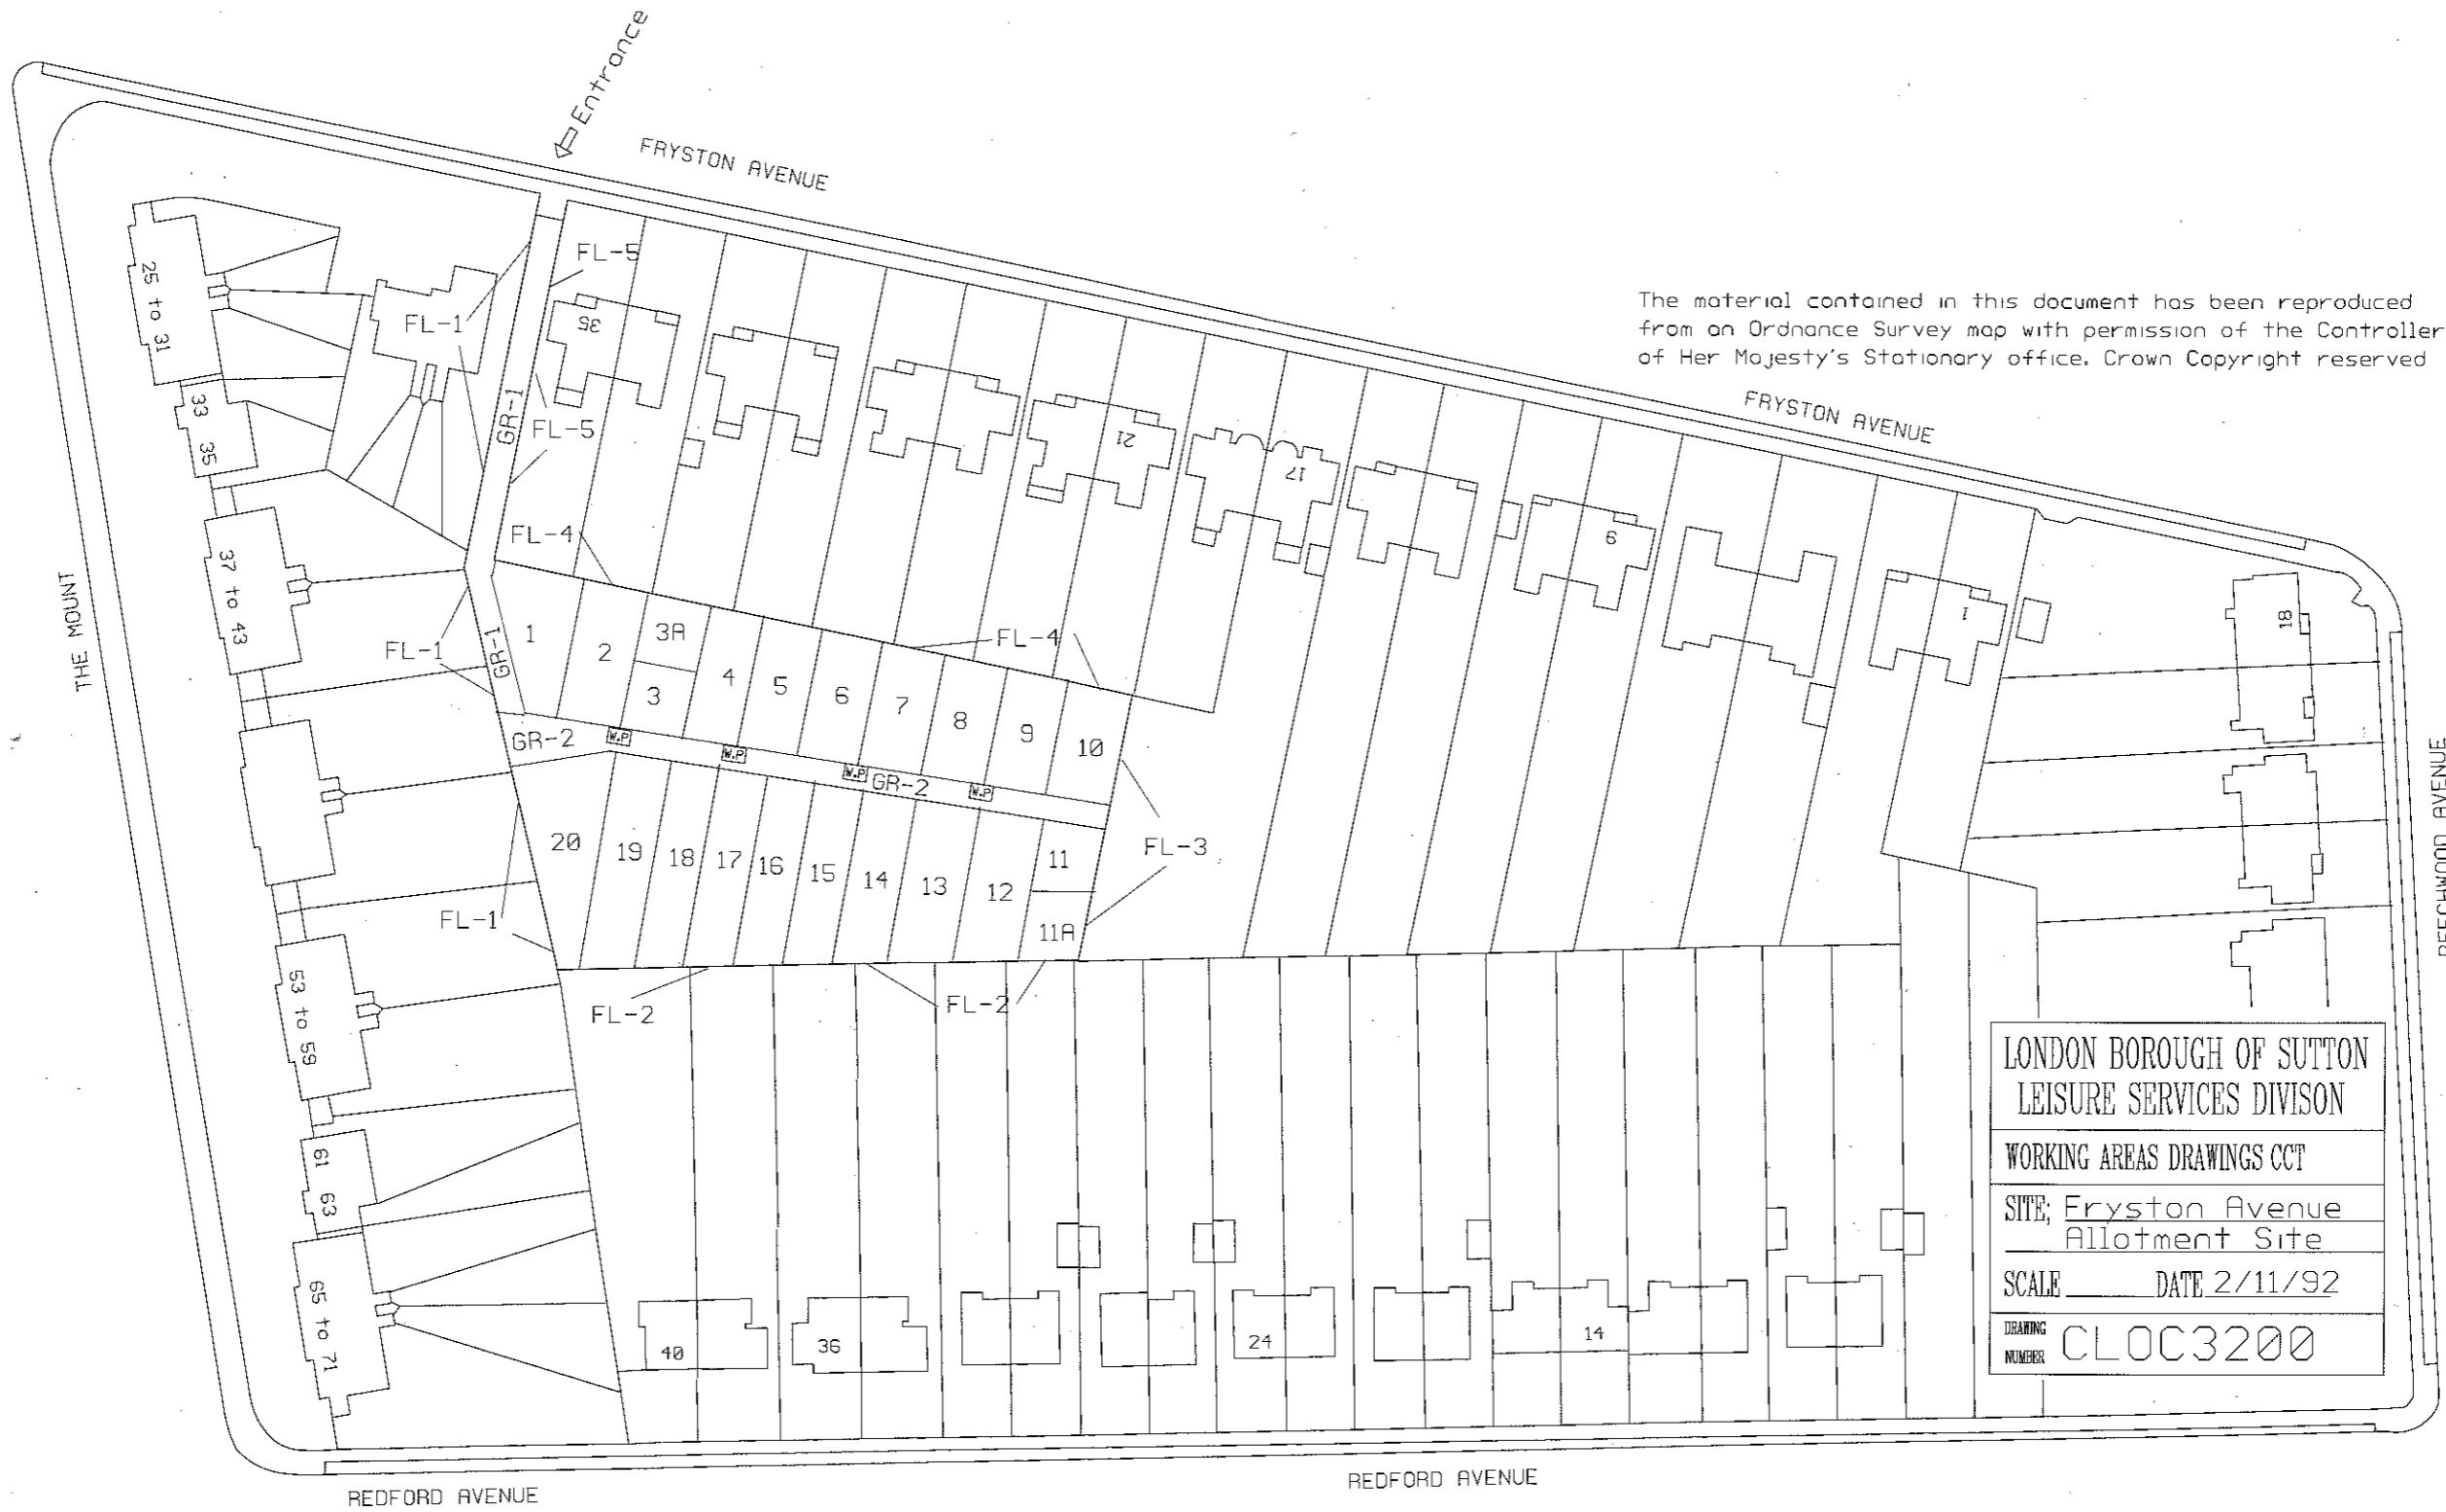 Entrance
FRYSTON AVENUE
The material contained in this document has been reproduced
from an Ordnance Survey map with permission of the Controller
of Her Majesty's Stationary office. Crown Copyright reserved
FRYSTON AVENUE
25 to 31
33 35
37 to 43
53 to 59
61 63
65 to 71
THE MOUNT
FL-1
FL-5
35
GR-1
FL-5
FL-4
21
17
9
1
18
FL-1
GR-1
1
2
3A
3
4
5
6
7
8
9
10
FL-4
GR-2
W.P
W.P
W.P
GR-2
W.P
FL-3
20
19
18
17
16
15
14
13
12
11
11A
FL-1
FL-2
FL-2
BEECHWOOD AVENUE
40
36
24
14
LONDON BOROUGH OF SUTTON
LEISURE SERVICES DIVISON
WORKING AREAS DRAWINGS CCT
SITE; Fryston Avenue
Allotment Site
SCALE DATE 2/11/92
DRAWING
NUMBER CLOC3200
REDFORD AVENUE
REDFORD AVENUE